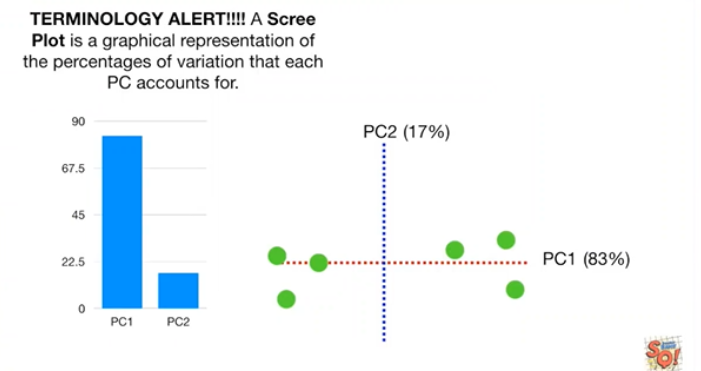 TERMINOLOGY ALERT!!!! A Scree
Plot is a graphical representation of
the percentages of variation that each
PC accounts for.
90
67.5
45
22.5
0
PC1 PC2
PC2 (17%)
PC1 (83%)
SQ!